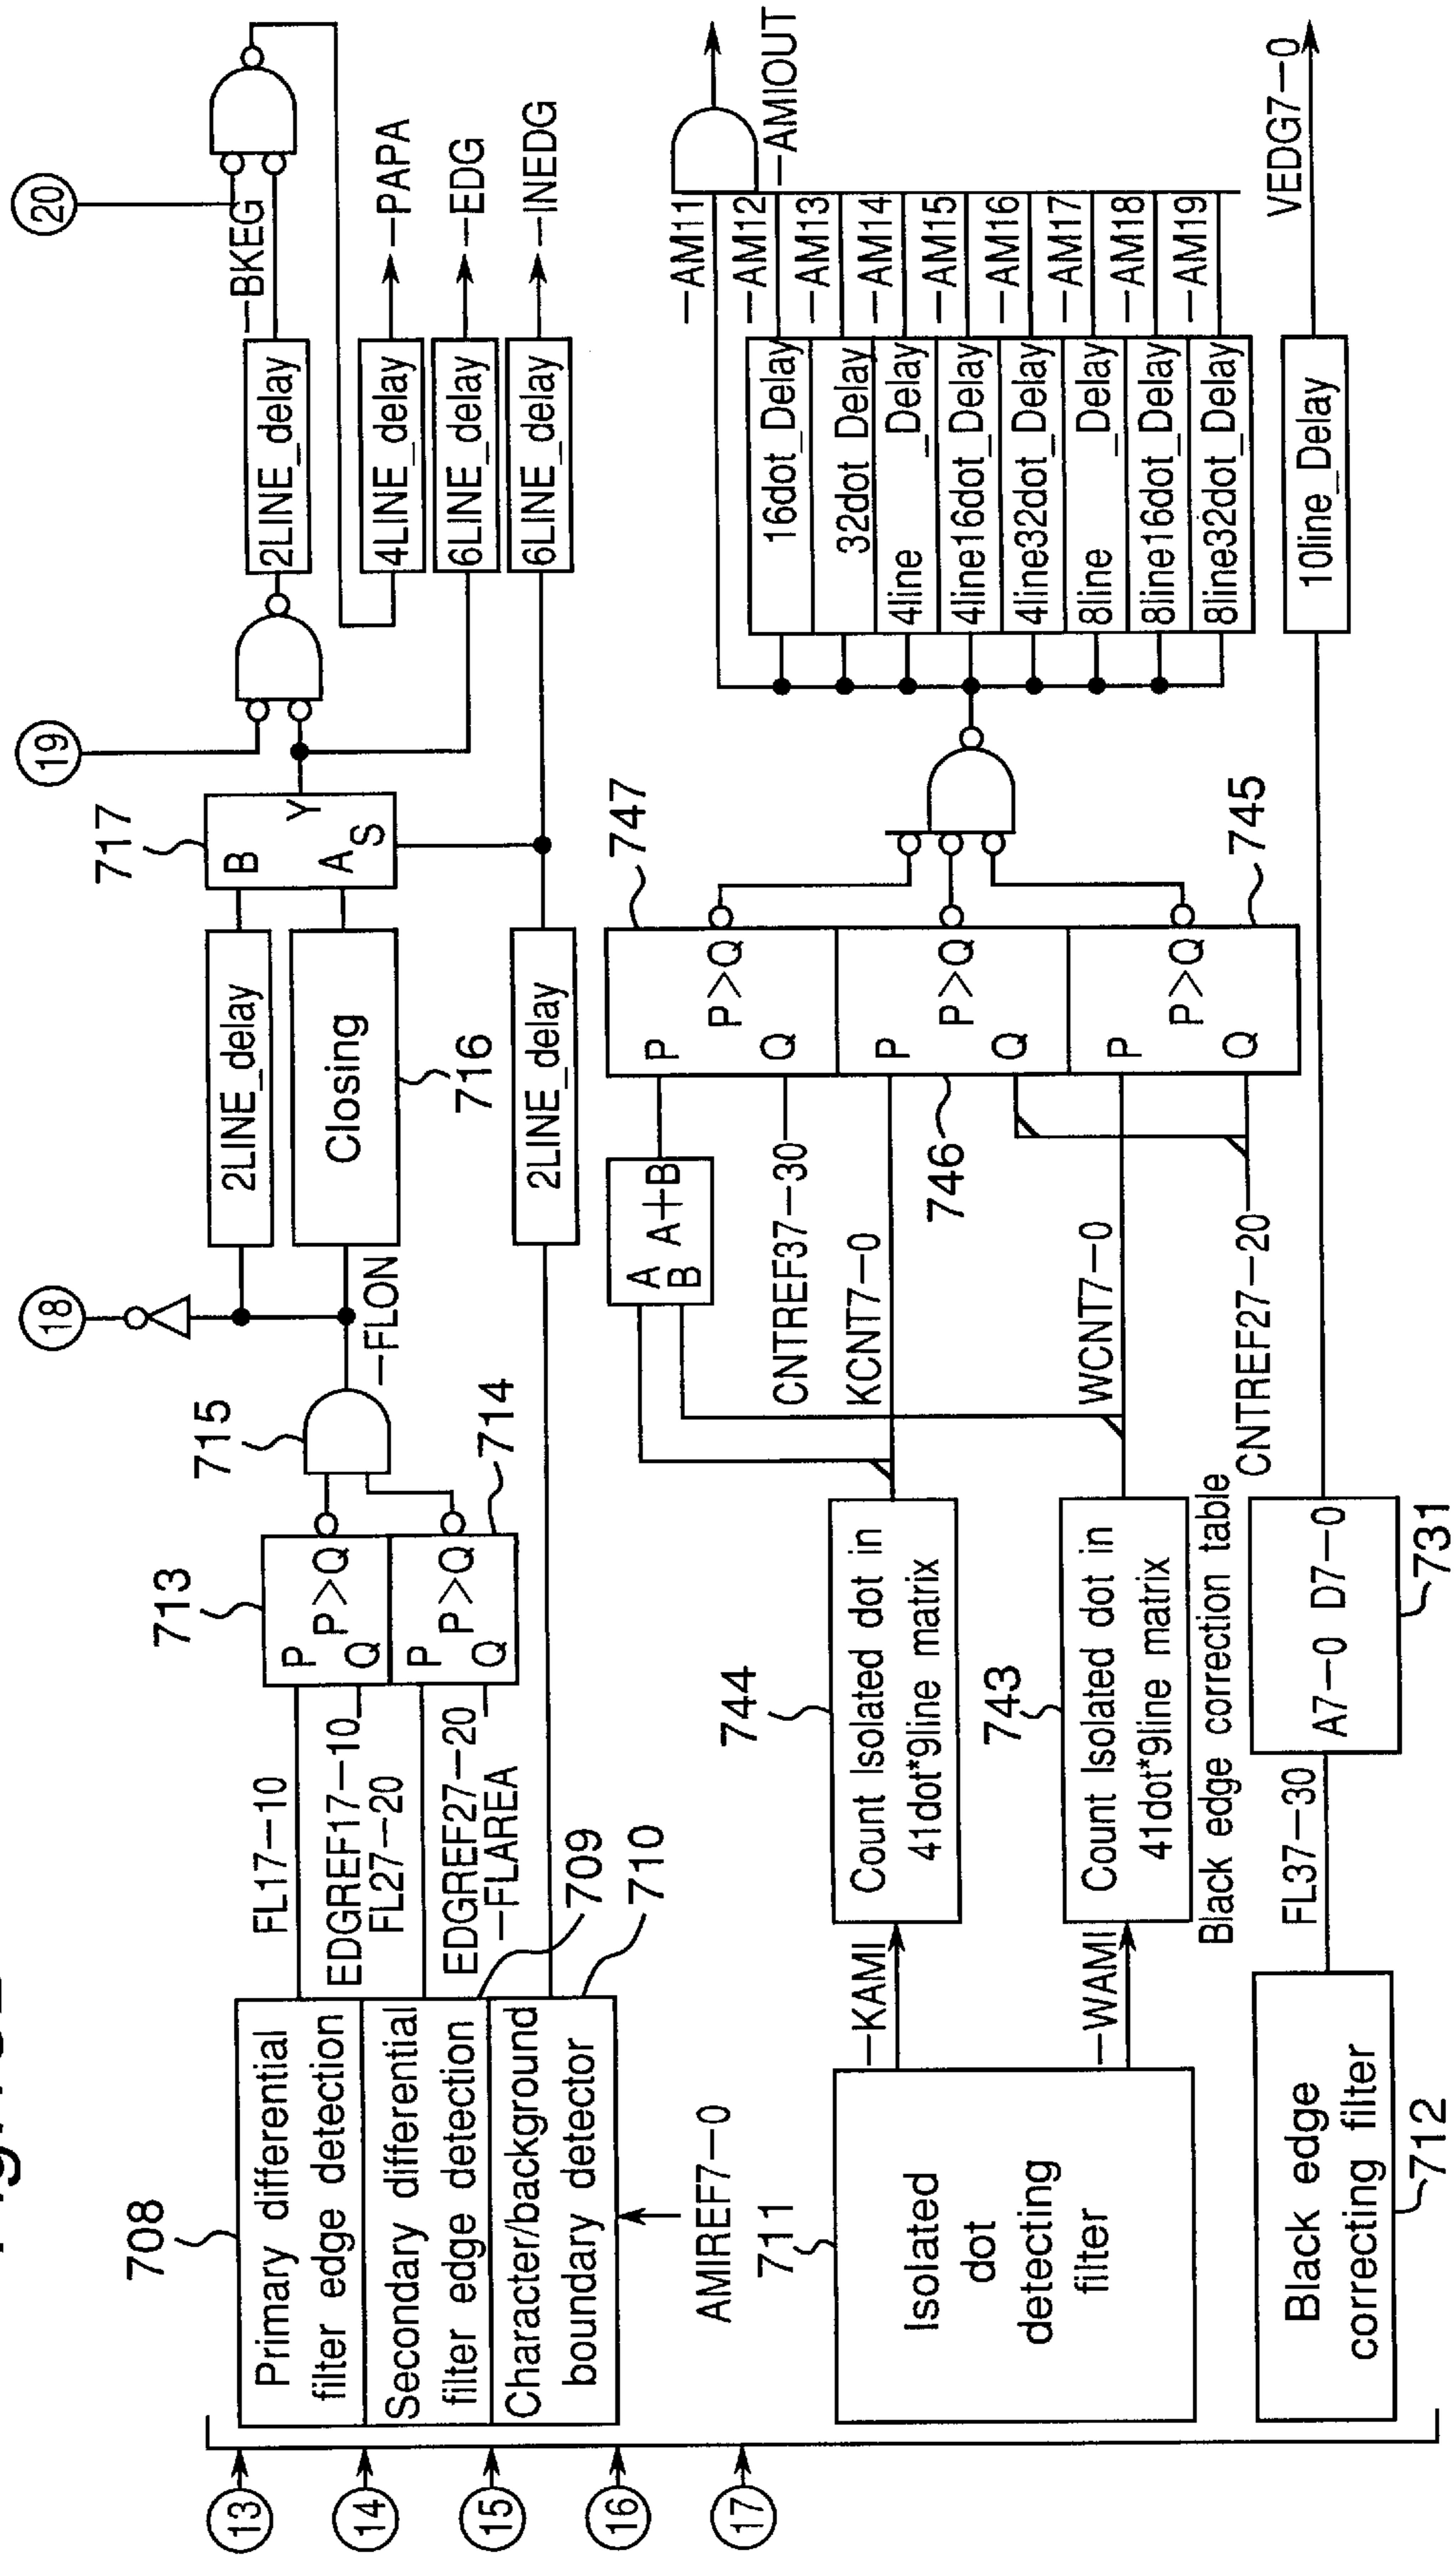 13
14
15
16
17
708
Primary differential
filter edge detection
Secondary differential
filter edge detection
Character/background
boundary detector
709
710
AMIREF7-0
FL17-10
EDGREF17-10
FL27-20
EDGREF27-20
-FLAREA
713
P
P>Q
Q
P
P>Q
Q
714
715
-FLON
18
2LINE_delay
Closing
716
2LINE_delay
717
B
A
Y
S
19
2LINE_delay
-BKEG
20
4LINE_delay
-PAPA
6LINE_delay
-EDG
6LINE_delay
-INEDG
711
Isolated
dot
detecting
filter
-KAMI
-WAMI
744
Count Isolated dot in
41dot*9line matrix
743
Count Isolated dot in
41dot*9line matrix
A
B
A+B
CNTREF37-30
KCNT7-0
WCNT7-0
CNTREF27-20
747
P
P>Q
Q
746
P
P>Q
Q
745
P
P>Q
Q
16dot_Delay
32dot_Delay
4line _Delay
4line16dot_Delay
4line32dot_Delay
8line _Delay
8line16dot_Delay
8line32dot_Delay
-AM11
-AM12
-AM13
-AM14
-AM15
-AM16
-AM17
-AM18
-AM19
-AMIOUT
Black edge
correcting filter
712
FL37-30
Black edge correction table
A7-0 D7-0
731
10line_Delay
VEDG7-0